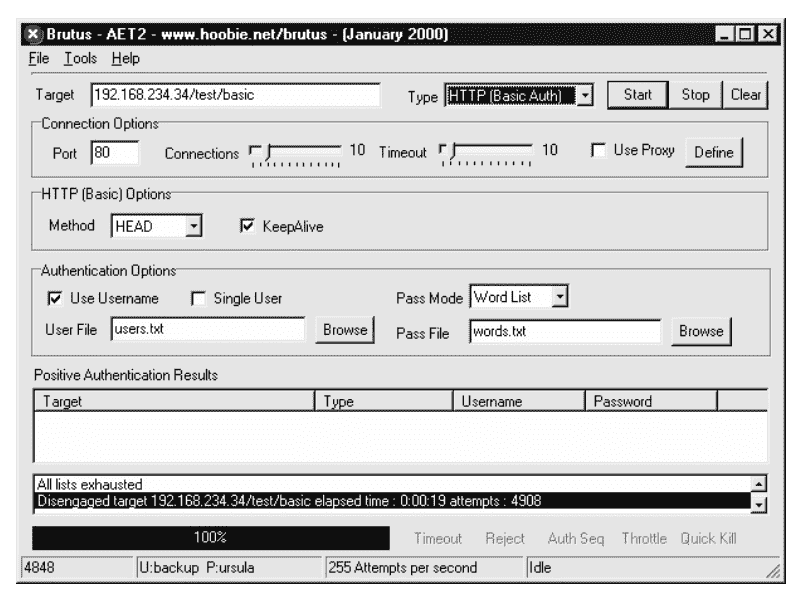 Brutus - AET2 - www.hoobie.net/brutus - (January 2000)
File Tools Help
Target 192.168.234.34/test/basic Type HTTP (Basic Auth) Start Stop Clear
Connection Options
Port 80 Connections 10 Timeout 10 Use Proxy Define
HTTP (Basic) Options
Method HEAD KeepAlive
Authentication Options
Use Username Single User Pass Mode Word List
User File users.txt Browse Pass File words.txt Browse
Positive Authentication Results
Target Type Username Password
All lists exhausted
Disengaged target 192.168.234.34/test/basic elapsed time : 0:00:19 attempts : 4908
100% Timeout Reject Auth Seq Throttle Quick Kill
4848 U:backup P:ursula 255 Attempts per second Idle